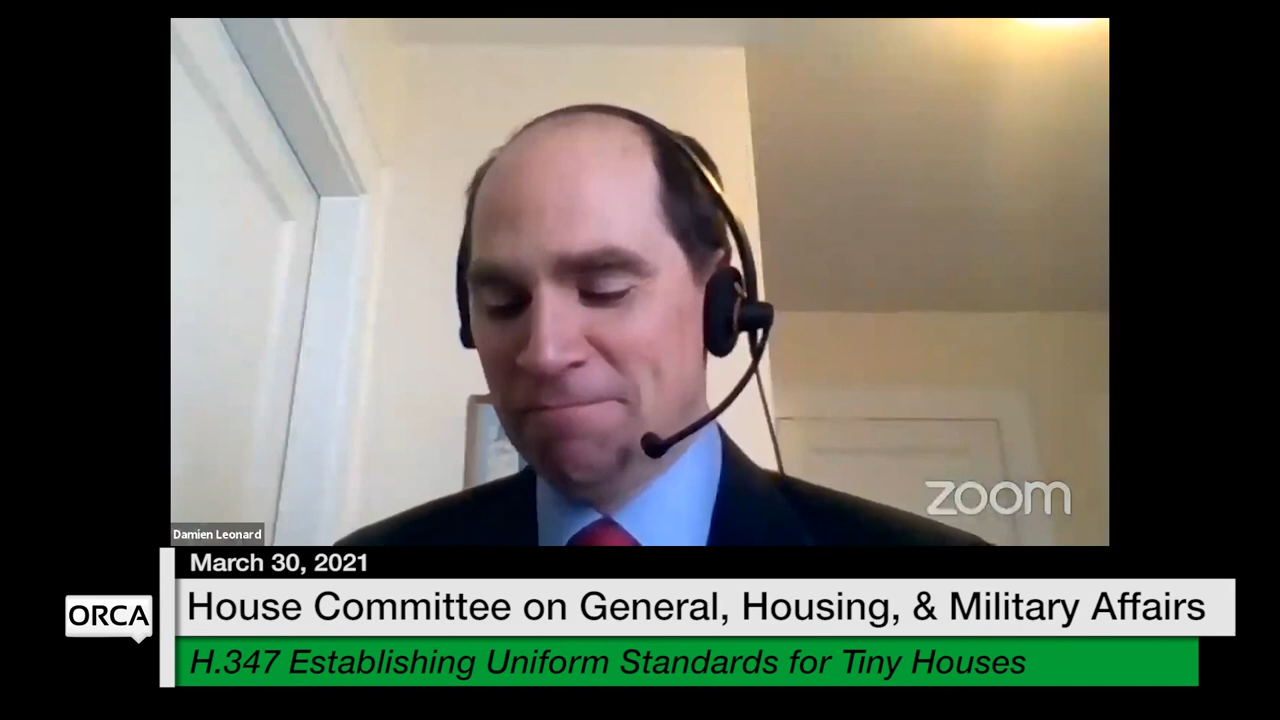 zoom
Damien Leonard
March 30, 2021
ORCA
House Committee on General, Housing, & Military Affairs
H.347 Establishing Uniform Standards for Tiny Houses